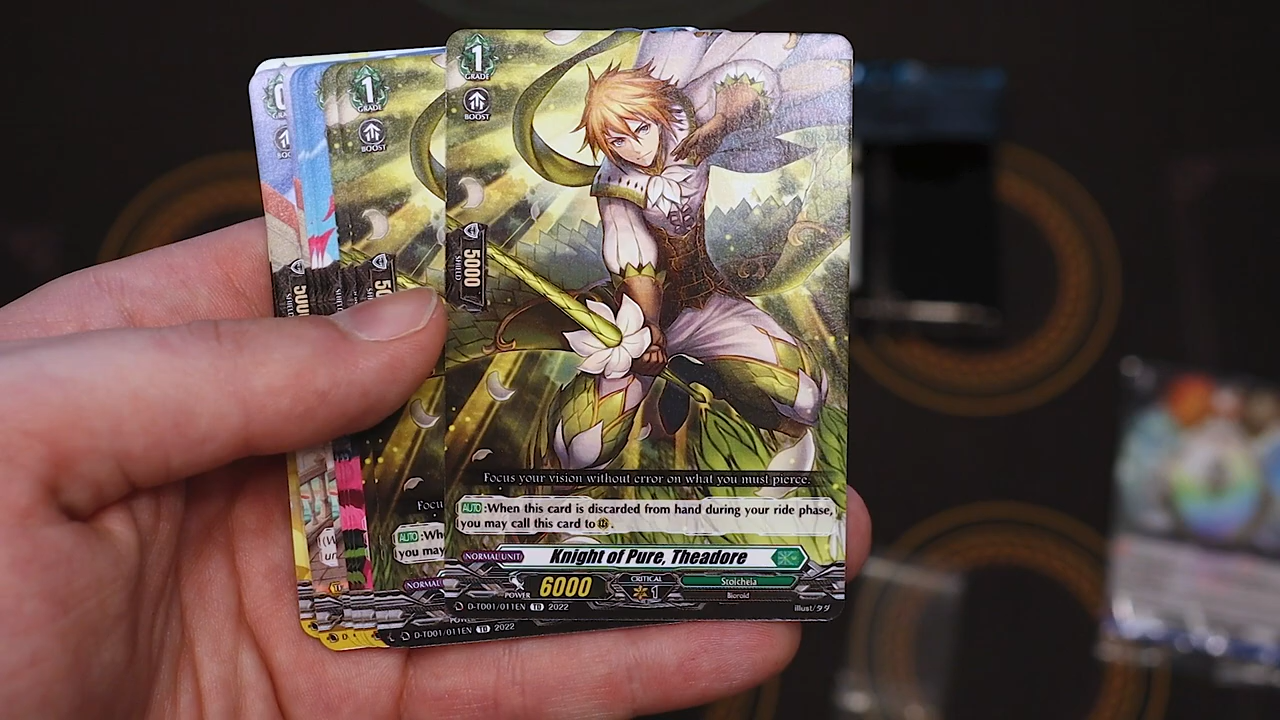 1
GRADE
BOOST
5000
SHIELD
Focus your vision without error on what you must pierce.
AUTO :When this card is discarded from hand during your ride phase,
you may call this card to
NORMAL UNIT
Knight of Pure, Theadore
POWER
6000
CRITICAL
1
Stoicheia
Bioroid
D-TD01/011EN TD 2022
illust/タダ
1
GRADE
BOOST
SHIELD
Focu
AUTO :Wh
you may
NORMAL
D-TD01/011EN TD 2022